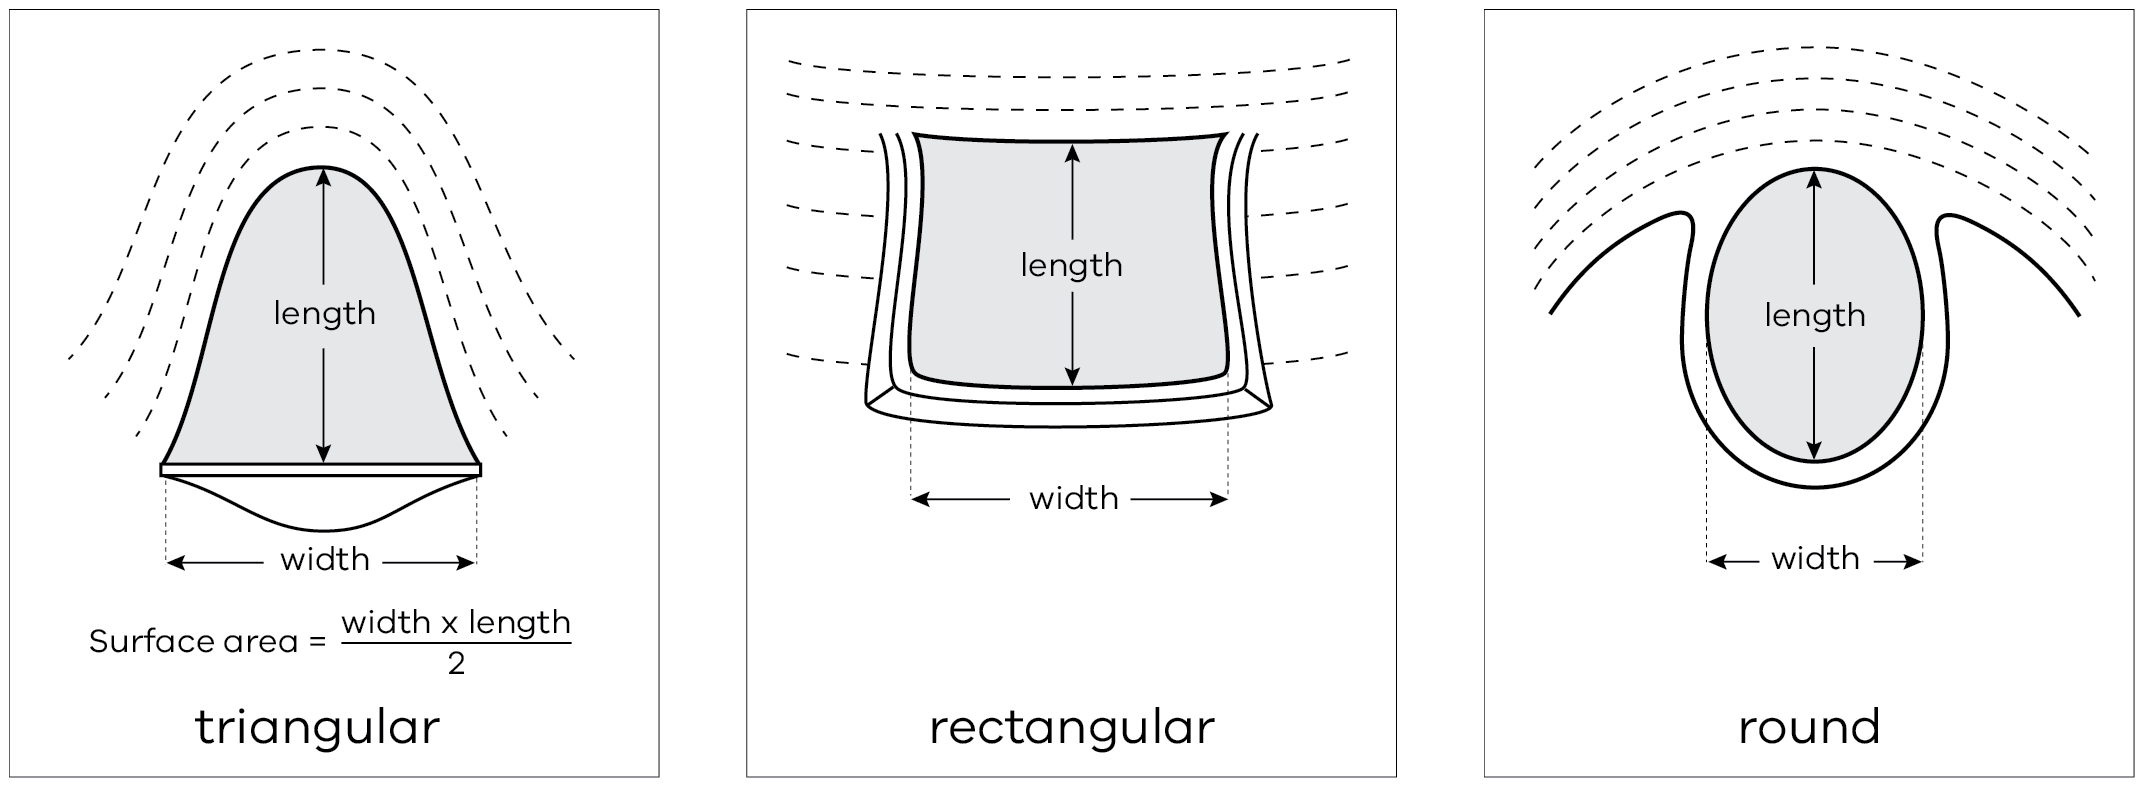 length
width
Surface area = width x length
2
triangular
length
width
rectangular
length
width
round